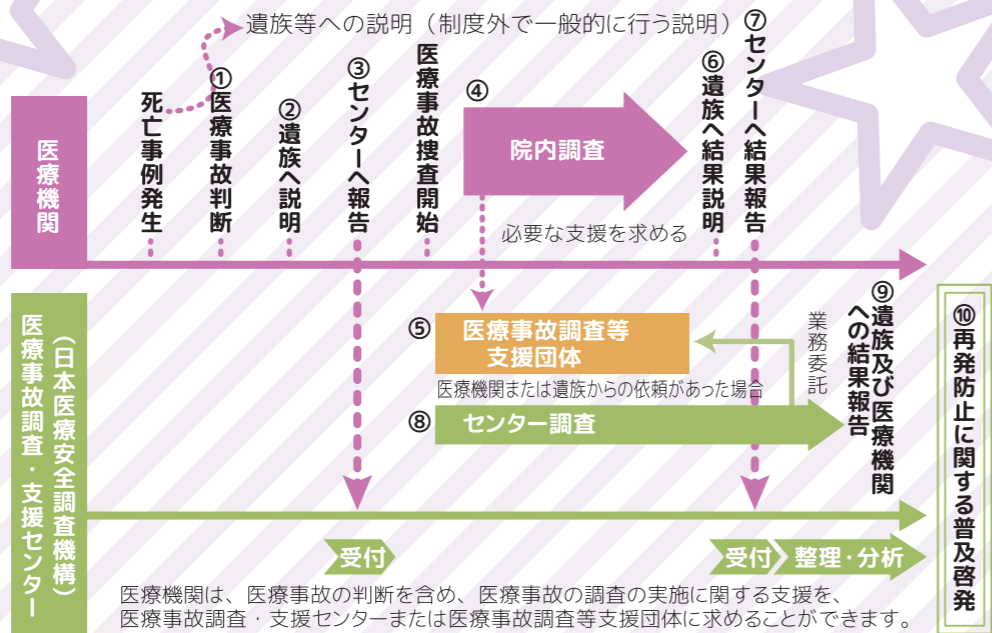 遺族等への説明（制度外で一般的に行う説明）
医療機関
死亡事例発生
①医療事故判断
②遺族へ説明
③センターへ報告
医療事故捜査開始
④
院内調査
⑥遺族へ結果説明
⑦センターへ結果報告
必要な支援を求める
⑤
医療事故調査等
支援団体
医療機関または遺族からの依頼があった場合
業務委託
⑧
センター調査
⑨遺族及び医療機関
への結果報告
⑩再発防止に関する普及啓発
医療事故調査・支援センター
（日本医療安全調査機構）
受付
受付
整理・分析
医療機関は、医療事故の判断を含め、医療事故の調査の実施に関する支援を、
医療事故調査・支援センターまたは医療事故調査等支援団体に求めることができます。